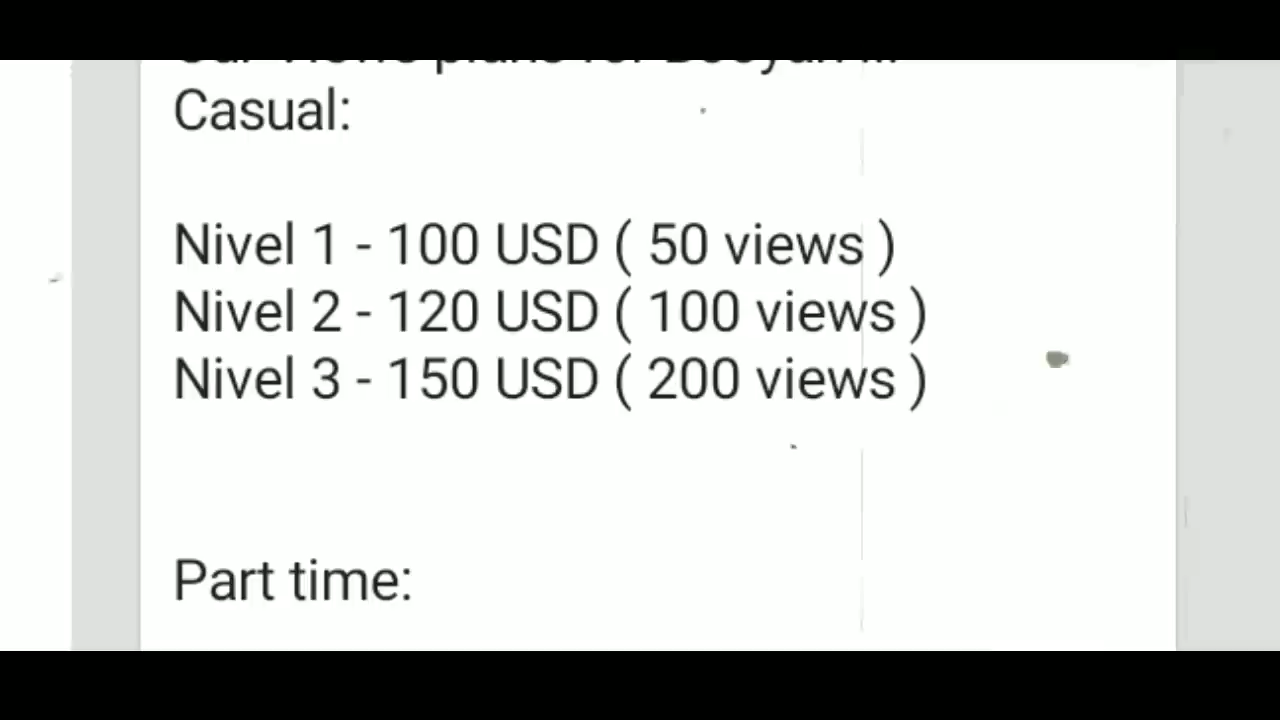 Casual:
Nivel 1 - 100 USD ( 50 views )
Nivel 2 - 120 USD ( 100 views )
Nivel 3 - 150 USD ( 200 views )
Part time: